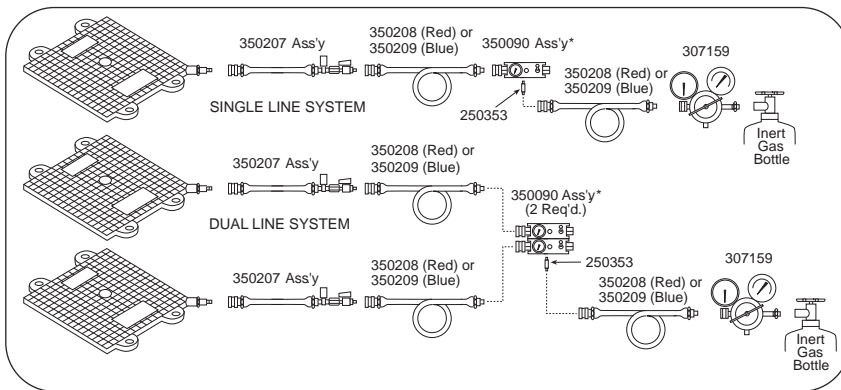 350207 Ass'y
350208 (Red) or
350209 (Blue)
350090 Ass'y*
307159
350208 (Red) or
350209 (Blue)
250353
SINGLE LINE SYSTEM
Inert
Gas
Bottle
350207 Ass'y
350208 (Red) or
350209 (Blue)
350090 Ass'y*
(2 Req'd.)
DUAL LINE SYSTEM
250353
307159
350207 Ass'y
350208 (Red) or
350209 (Blue)
350208 (Red) or
350209 (Blue)
Inert
Gas
Bottle